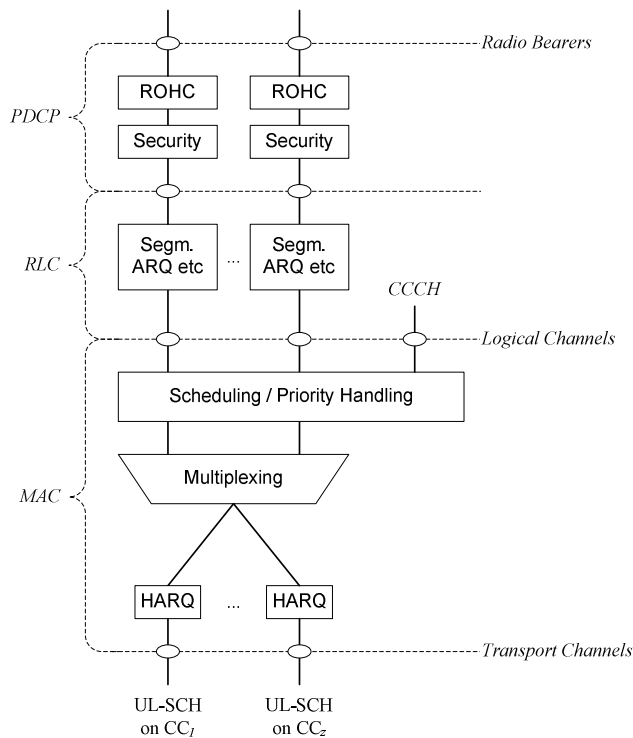 Radio Bearers
ROHC ROHC
PDCP
Security Security
Segm. ARQ etc ... Segm. ARQ etc
RLC
CCCH
Logical Channels
Scheduling / Priority Handling
Multiplexing
MAC
HARQ ... HARQ
Transport Channels
UL-SCH on CC1
UL-SCH on CCz